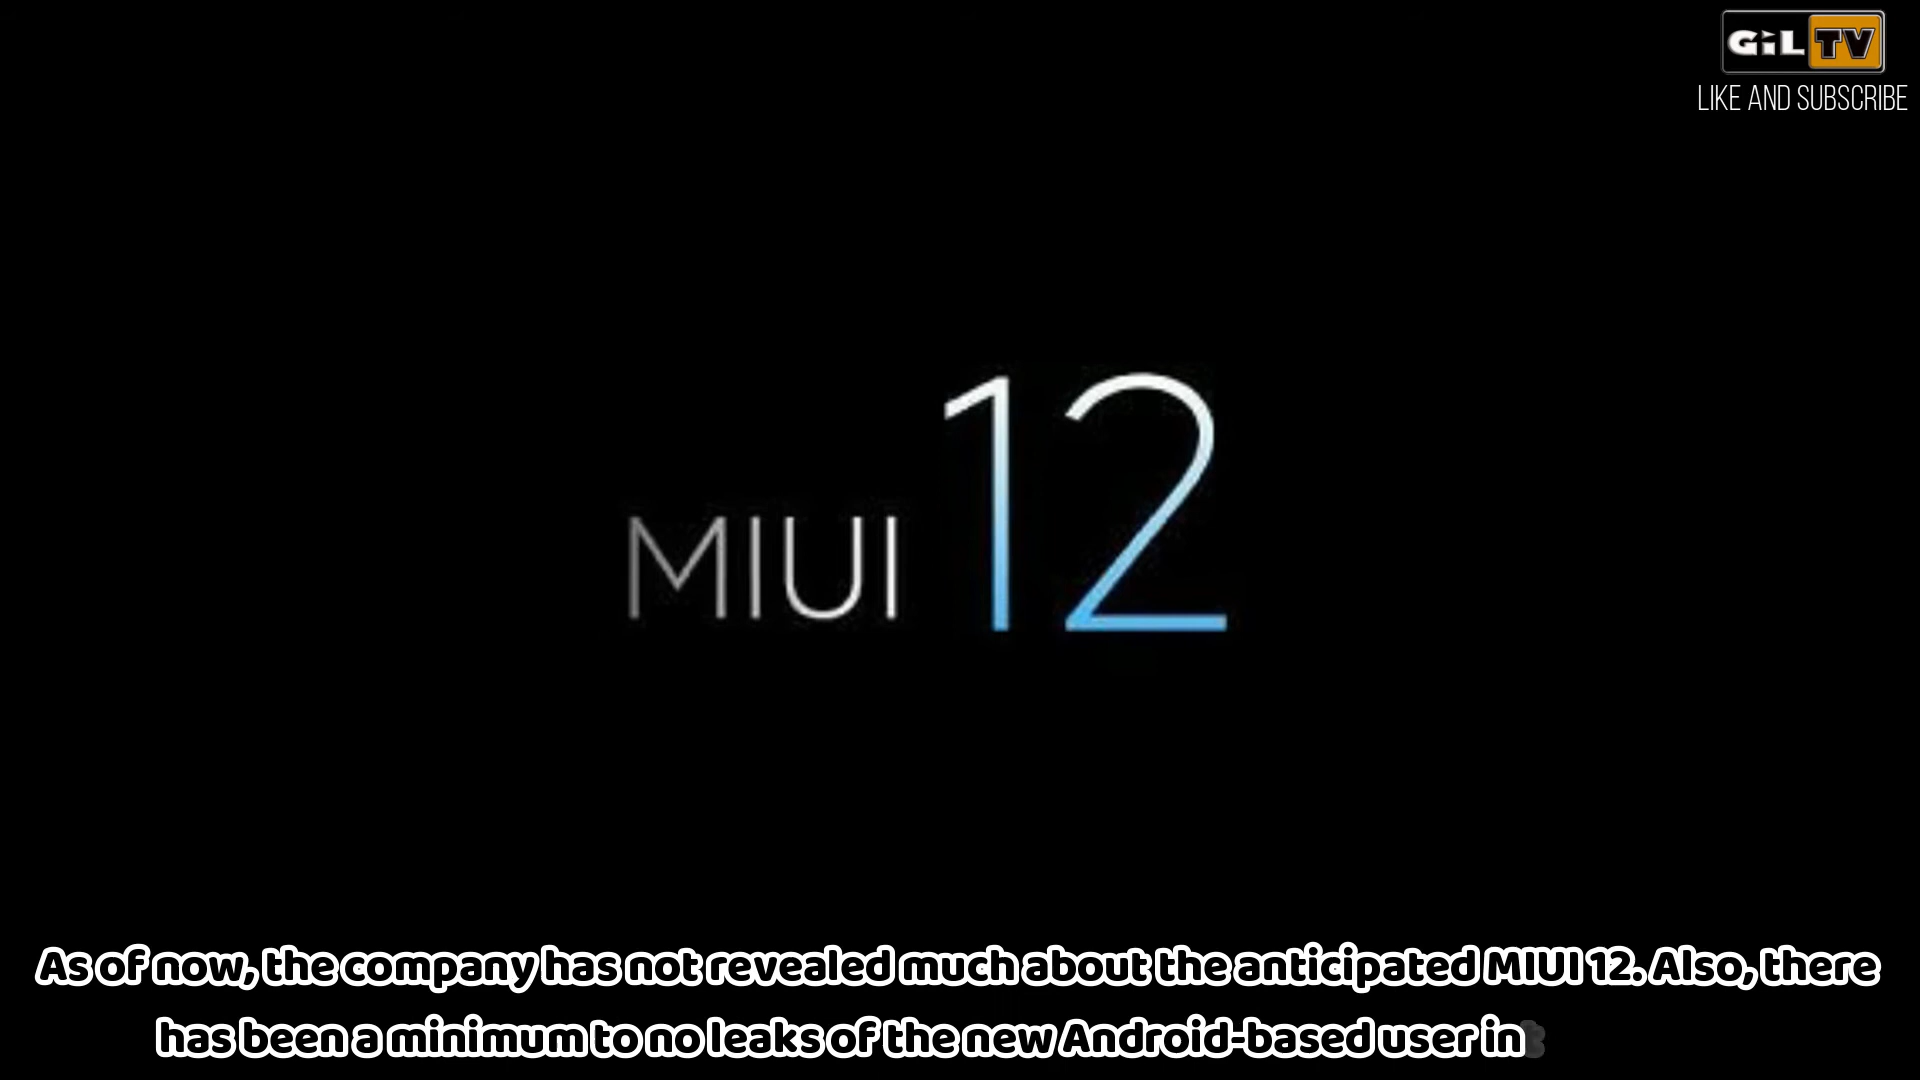 GiL TV
LIKE AND SUBSCRIBE
MIUI 12
As of now, the company has not revealed much about the anticipated MIUI 12. Also, there
has been a minimum to no leaks of the new Android-based user int